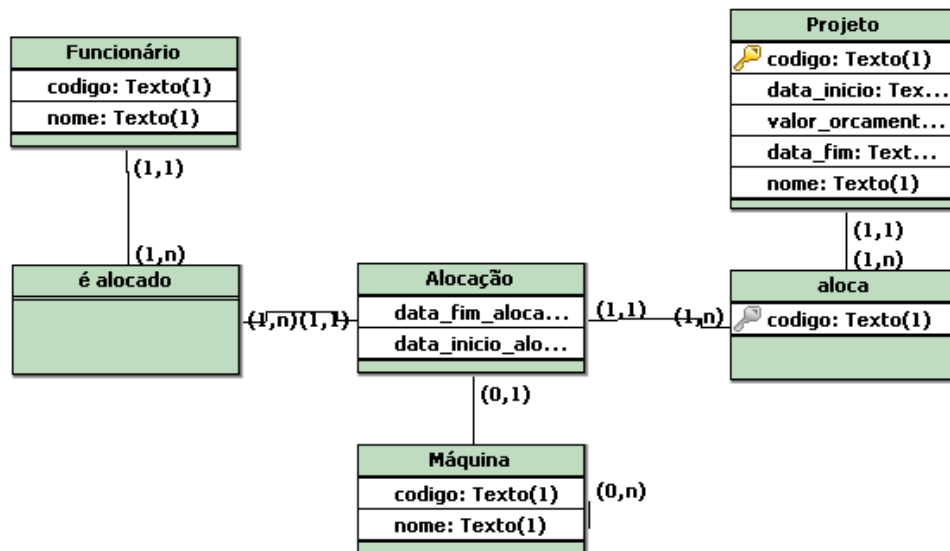 Funcionário
codigo: Texto(1)
nome: Texto(1)
(1,1)
(1,n)
é alocado
Projeto
codigo: Texto(1)
data_inicio: Tex...
valor_orcament...
data_fim: Text...
nome: Texto(1)
(1,1)
(1,n)
aloca
codigo: Texto(1)
(1,n)
(1,1)
Alocação
data_fim_aloca...
data_inicio_alo...
(1,1)
(1,n)
(0,1)
Máquina
codigo: Texto(1)
nome: Texto(1)
(0,n)